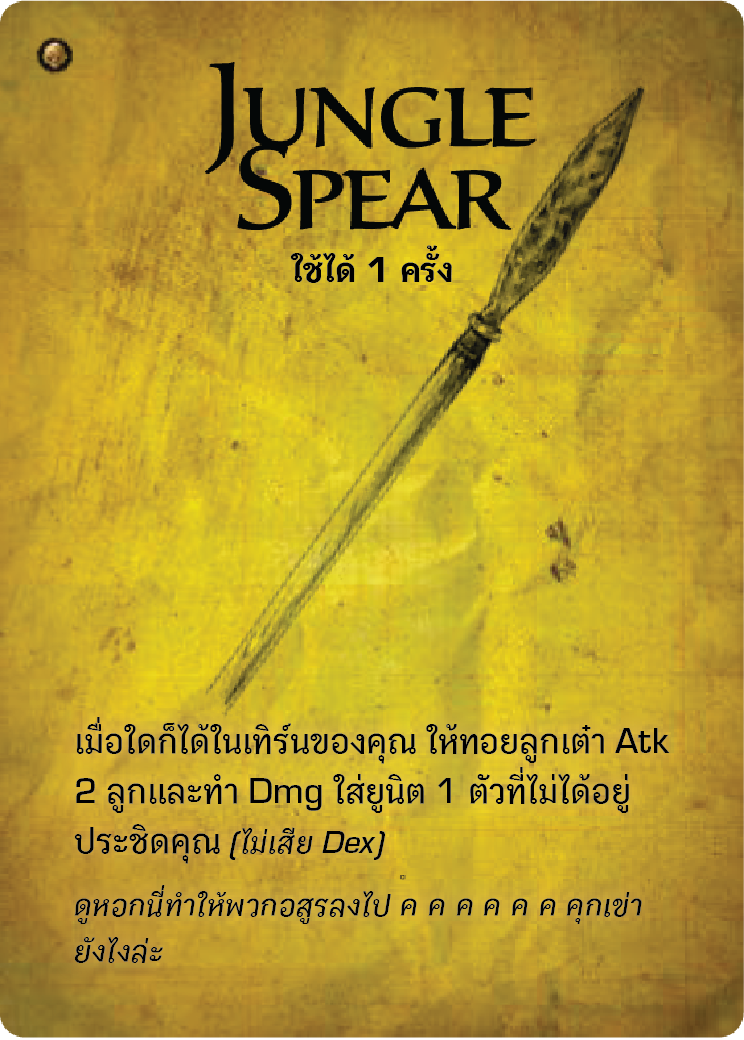 JUNGLE
SPEAR
ใช้ได้ 1 ครั้ง
เมื่อใดก็ได้ในเทิร์นของคุณ ให้ทอยลูกเต๋า Atk
2 ลูกและทำ Dmg ใส่ยูนิต 1 ตัวที่ไม่ได้อยู่
ประชิดคุณ (ไม่เสีย Dex)
ดูหอกนี่ทำให้พวกอสูรลงไป ค ค ค ค ค ค คุกเข่า
ยังไงล่ะ